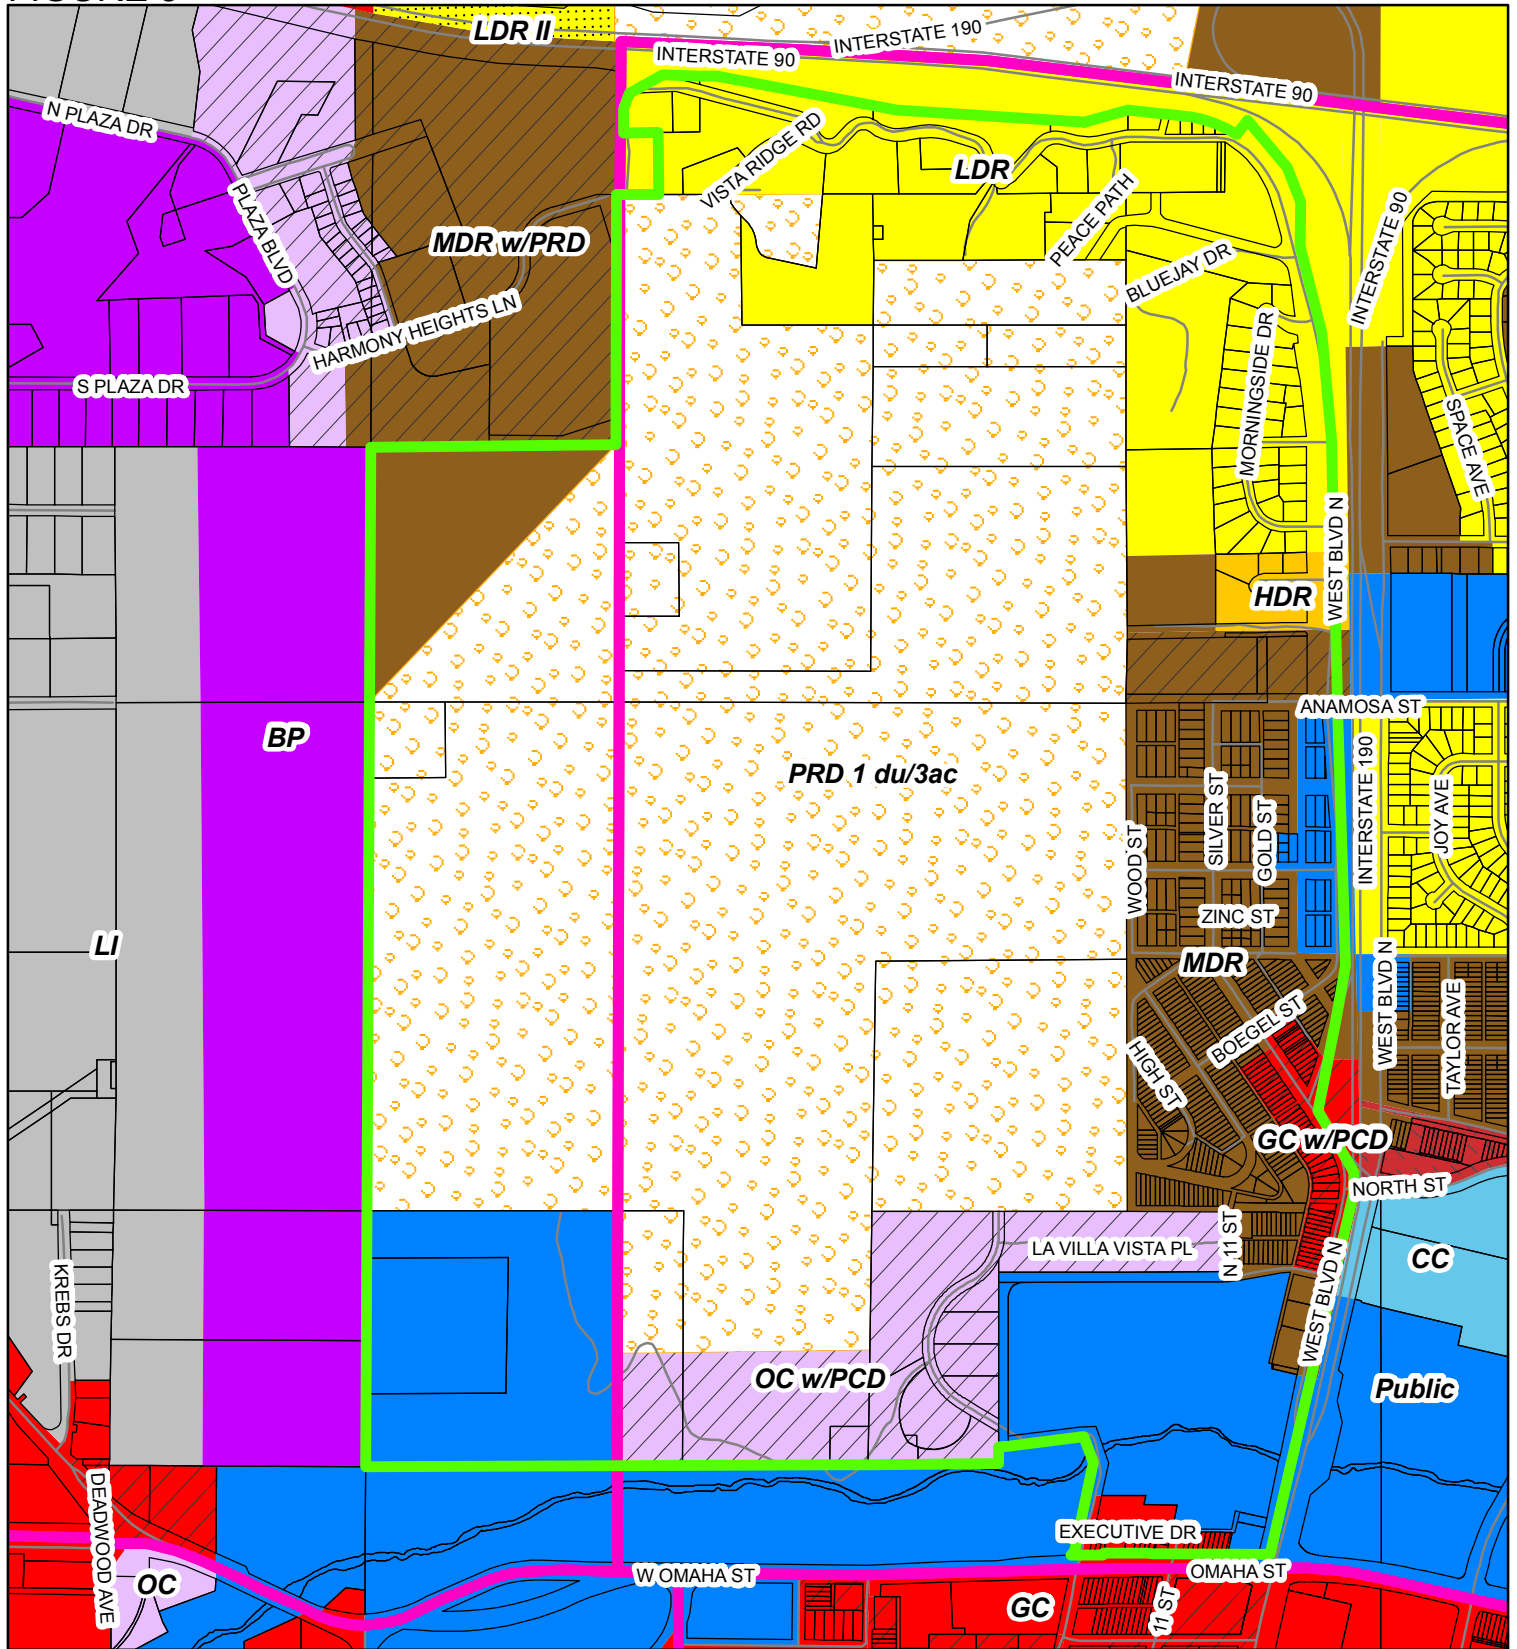 LDR II
INTERSTATE 190
INTERSTATE 90
INTERSTATE 90
N PLAZA DR
VISTA RIDGE RD
LDR
PEACE PATH
PLAZA BLVD
MDR w/PRD
INTERSTATE 90
BLUEJAY DR
HARMONY HEIGHTS LN
MORNINGSIDE DR
S PLAZA DR
SPACE AVE
WEST BLVD N
HDR
ANAMOSA ST
BP
PRD 1 du/3ac
INTERSTATE 190
SILVER ST
GOLD ST
JOY AVE
WOOD ST
ZINC ST
LI
MDR
WEST BLVD N
BOEGEL ST
TAYLOR AVE
HIGH ST
GC w/PCD
NORTH ST
N 11 ST
LA VILLA VISTA PL
CC
KREBS DR
WEST BLVD N
OC w/PCD
Public
DEADWOOD AVE
EXECUTIVE DR
W OMAHA ST
OMAHA ST
OC
GC
11 ST